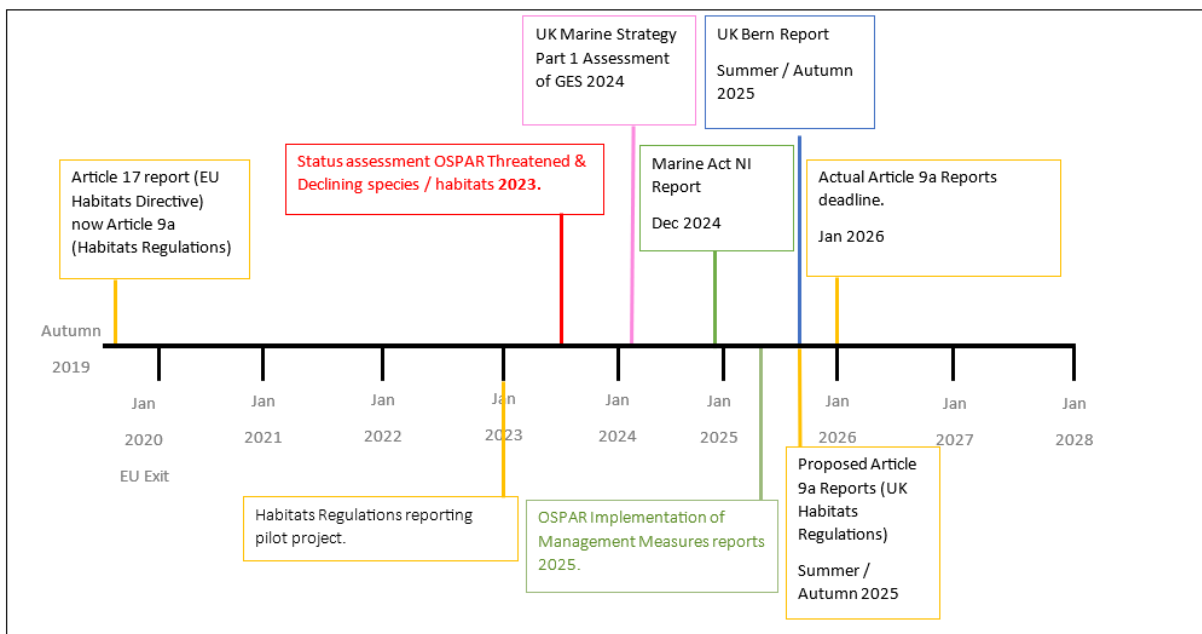 UK Marine Strategy
Part 1 Assessment
of GES 2024
UK Bern Report
Summer / Autumn
2025
Status assessment OSPAR Threatened &
Declining species / habitats 2023.
Marine Act NI
Report
Dec 2024
Article 17 report (EU
Habitats Directive)
now Article 9a
(Habitats Regulations)
Actual Article 9a Reports
deadline.
Jan 2026
Autumn
2019
Jan
2020
EU Exit
Jan
2021
Jan
2022
Jan
2023
Jan
2024
Jan
2025
Jan
2026
Jan
2027
Jan
2028
Habitats Regulations reporting
pilot project.
OSPAR Implementation of
Management Measures reports
2025.
Proposed Article
9a Reports (UK
Habitats
Regulations)
Summer /
Autumn 2025